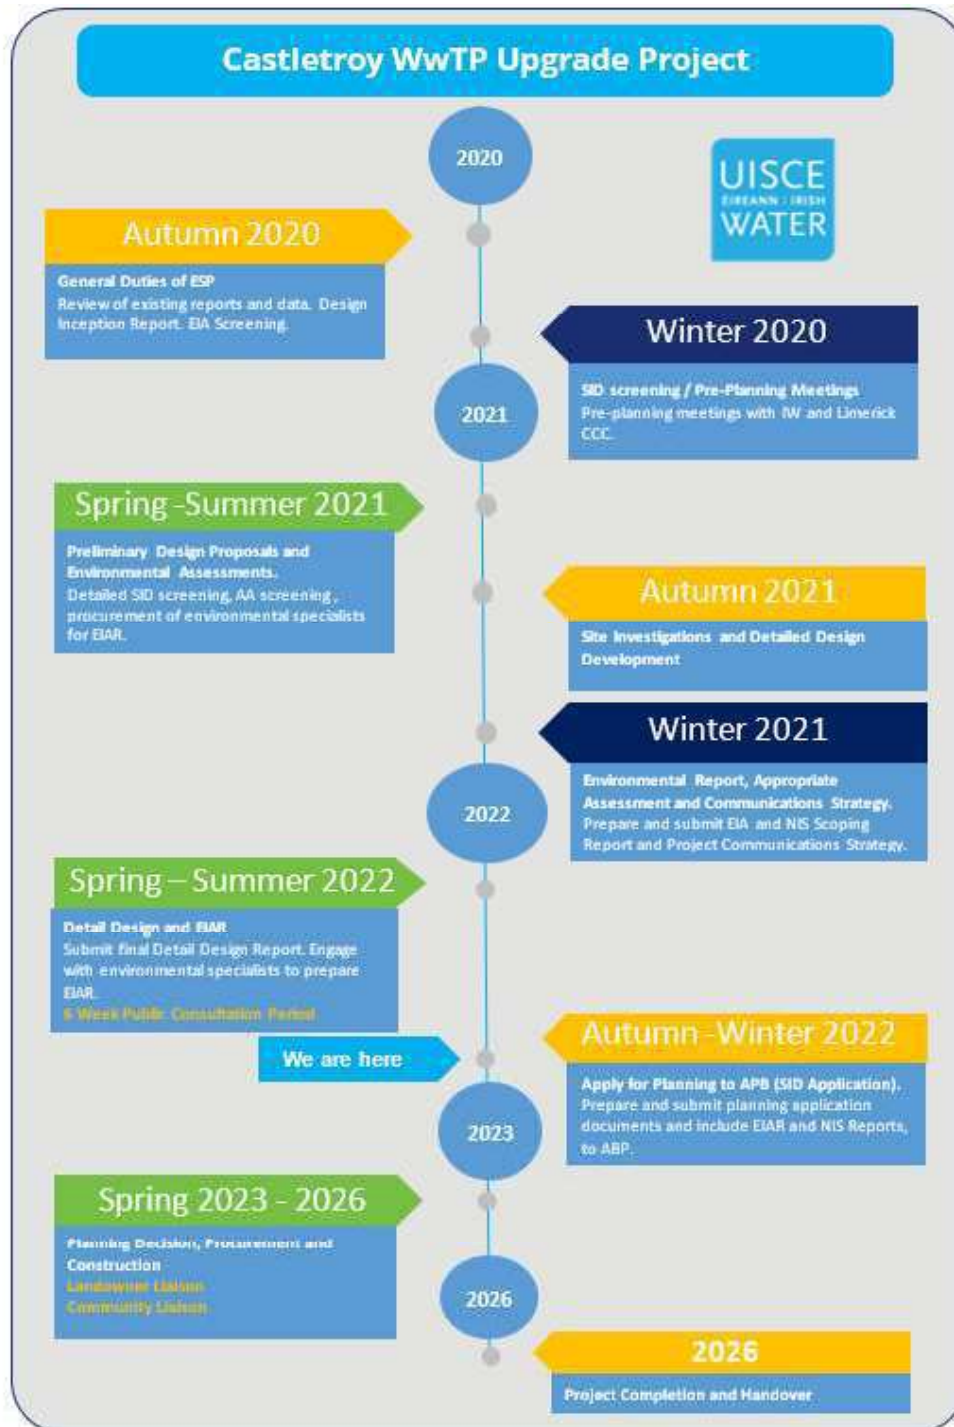 Castletroy WwTP Upgrade Project
2020
UISCE
ÉIREANN : IRISH
WATER
Autumn 2020
General Duties of ESP
Review of existing reports and data. Design
Inception Report. EIA Screening.
Winter 2020
SID screening / Pre-Planning Meetings
Pre-planning meetings with IW and Limerick
CCC.
2021
Spring -Summer 2021
Preliminary Design Proposals and
Environmental Assessments.
Detailed SID screening, AA screening,
procurement of environmental specialists
for EIAR.
Autumn 2021
Site Investigations and Detailed Design
Development
Winter 2021
Environmental Report, Appropriate
Assessment and Communications Strategy.
Prepare and submit EIA and NIS Scoping
Report and Project Communications Strategy.
2022
Spring – Summer 2022
Detail Design and EIAR
Submit final Detail Design Report. Engage
with environmental specialists to prepare
EIAR.
6 Week Public Consultation Period
We are here
Autumn -Winter 2022
Apply for Planning to APB (SID Application).
Prepare and submit planning application
documents and include EIAR and NIS Reports,
to ABP.
2023
Spring 2023 - 2026
Planning Decision, Procurement and
Construction
Landowner Liaison
Community Liaison
2026
2026
Project Completion and Handover